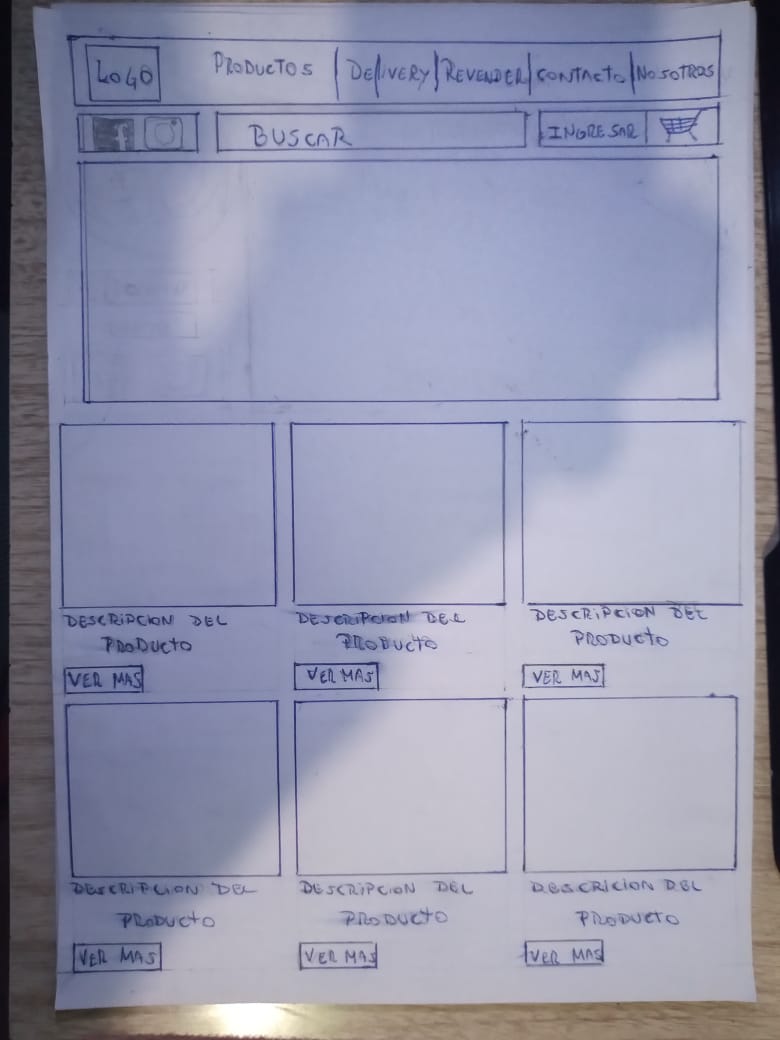 LOGO PRODUCTOS DELIVERY REVENDER CONTACTO NOSOTROS
f BUSCAR INGRESAR
DESCRIPCION DEL DESCRIPCION DEL DESCRIPCION DEL
PRODUCTO PRODUCTO PRODUCTO
VER MAS VER MAS VER MAS
DESCRIPCION DEL DESCRIPCION DEL DESCRICION DEL
PRODUCTO PRODUCTO PRODUCTO
VER MAS VER MAS VER MAS